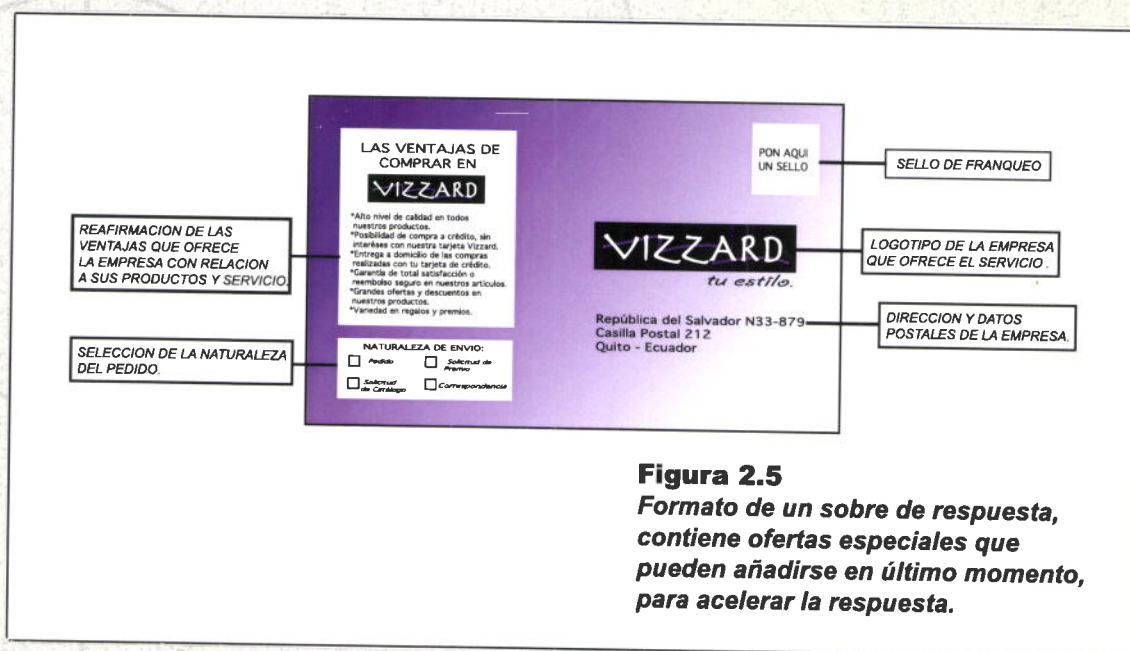 LAS VENTAJAS DE
COMPRAR EN
VIZZARD
*Alto nivel de calidad en todos
nuestros productos.
*Posibilidad de compra a crédito, sin
interéses con nuestra tarjeta Vizzard.
*Entrega a domicilio de las compras
realizadas con tu tarjeta de crédito.
*Garantía de total satisfacción o
reembolso seguro en nuestros artículos.
*Grandes ofertas y descuentos en
nuestros productos.
*Variedad en regalos y premios.
NATURALEZA DE ENVIO:
Pedido
Solicitud de
Premio
Solicitud
de Catálogo
Correspondencia
PON AQUI
UN SELLO
VIZZARD
tu estilo.
República del Salvador N33-879
Casilla Postal 212
Quito - Ecuador
REAFIRMACION DE LAS
VENTAJAS QUE OFRECE
LA EMPRESA CON RELACION
A SUS PRODUCTOS Y SERVICIO.
SELECCION DE LA NATURALEZA
DEL PEDIDO.
SELLO DE FRANQUEO
LOGOTIPO DE LA EMPRESA
QUE OFRECE EL SERVICIO.
DIRECCION Y DATOS
POSTALES DE LA EMPRESA.
Figura 2.5
Formato de un sobre de respuesta,
contiene ofertas especiales que
pueden añadirse en último momento,
para acelerar la respuesta.